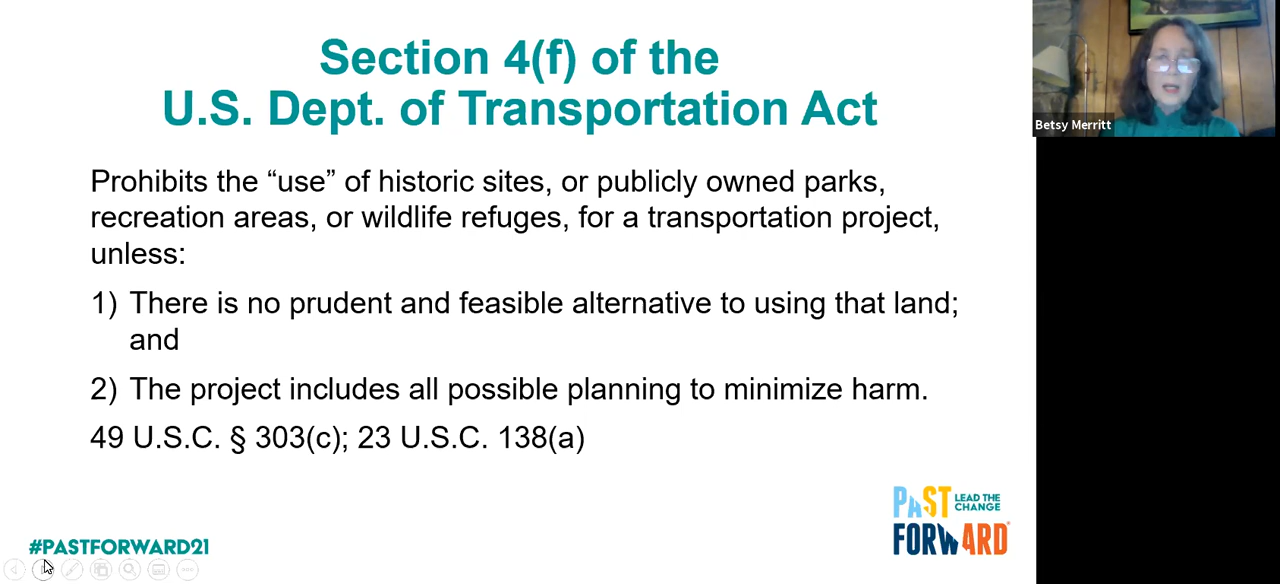 Section 4(f) of the
U.S. Dept. of Transportation Act
Prohibits the “use” of historic sites, or publicly owned parks,
recreation areas, or wildlife refuges, for a transportation project,
unless:
1) There is no prudent and feasible alternative to using that land;
and
2) The project includes all possible planning to minimize harm.
49 U.S.C. § 303(c); 23 U.S.C. 138(a)
Betsy Merritt
PAST LEAD THE
CHANGE
FORWARD®
#PASTFORWARD21